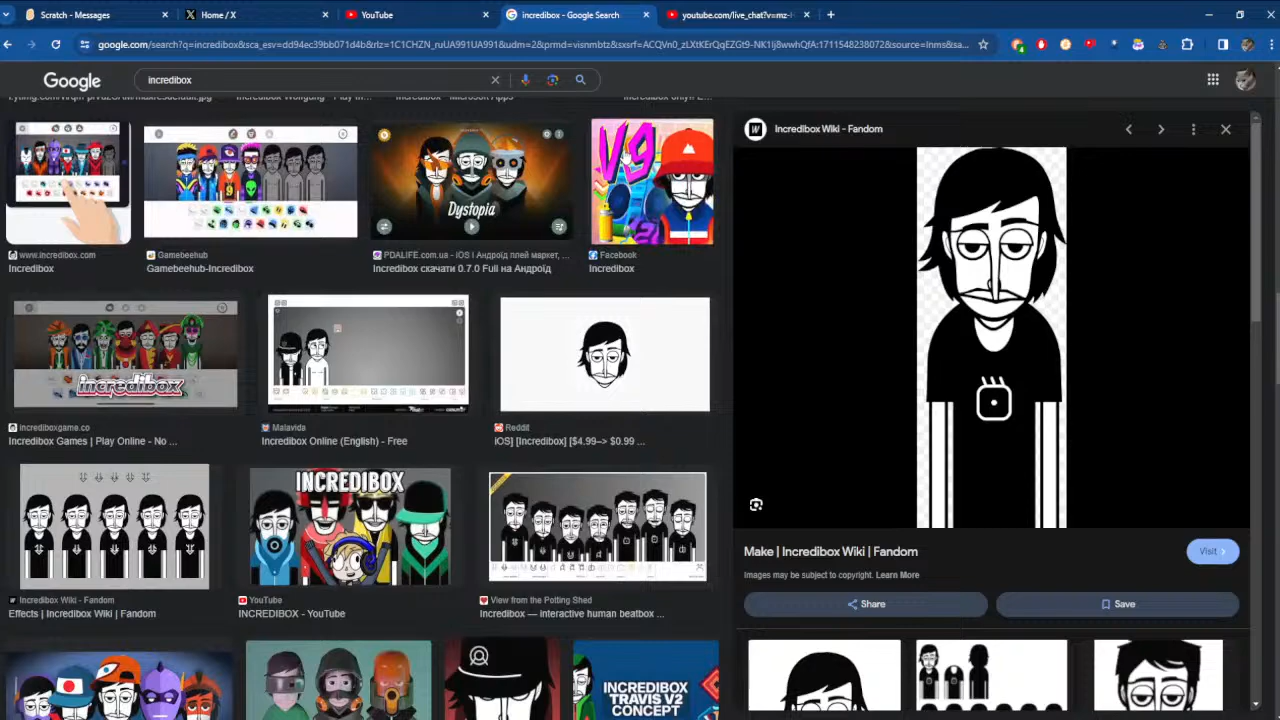 Scratch - Messages
Home / X
YouTube
incredibox - Google Search
youtube.com/live_chat?v=mz-
Google
incredibox
Incredibox Wiki - Fandom
Dystopia
V9
www.incredibox.com
Incredibox
Gamebeehub
Gamebeehub-Incredibox
PDALIFE.com.ua - iOS і Андроїд плей маркет, ...
Incredibox скачати 0.7.0 Full на Андроїд
Facebook
Incredibox
incredibox
incrediboxgame.co
Incredibox Games | Play Online - No ...
Malavida
Incredibox Online (English) - Free
Reddit
iOS] [Incredibox] [$4.99–> $0.99 ...
INCREDIBOX
Incredibox Wiki - Fandom
Effects | Incredibox Wiki | Fandom
YouTube
INCREDIBOX - YouTube
View from the Potting Shed
Incredibox — interactive human beatbox ...
Make | Incredibox Wiki | Fandom
Visit
Images may be subject to copyright. Learn More
Share
Save
INCREDIBOX
TRAVIS V2
CONCEPT